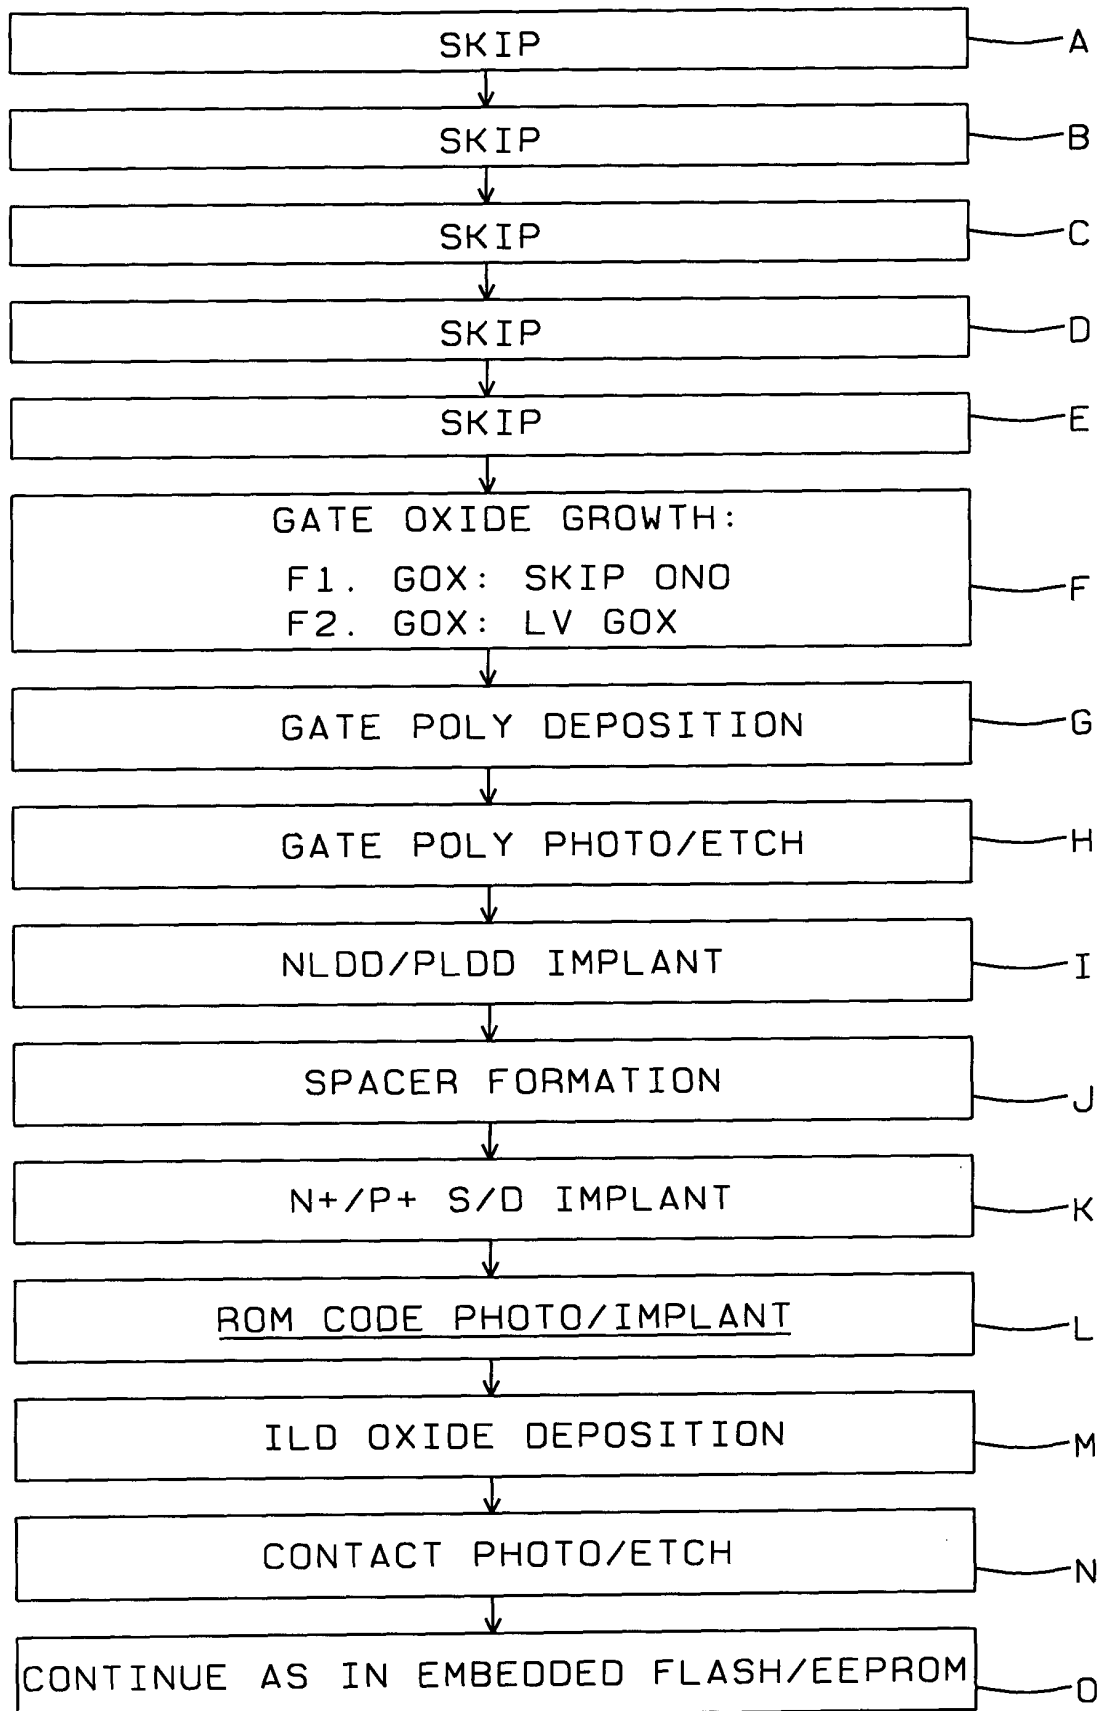 SKIP A
SKIP B
SKIP C
SKIP D
SKIP E
GATE OXIDE GROWTH:
F1. GOX: SKIP ONO F
F2. GOX: LV GOX
GATE POLY DEPOSITION G
GATE POLY PHOTO/ETCH H
NLDD/PLDD IMPLANT I
SPACER FORMATION J
N+/P+ S/D IMPLANT K
ROM CODE PHOTO/IMPLANT L
ILD OXIDE DEPOSITION M
CONTACT PHOTO/ETCH N
CONTINUE AS IN EMBEDDED FLASH/EEPROM O